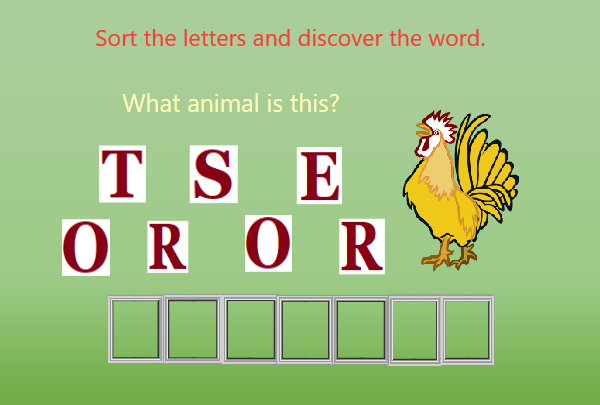 Sort the letters and discover the word.
What animal is this?
T S E
O R O R